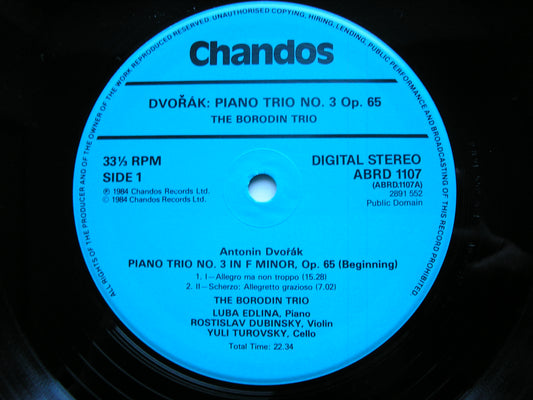 ALL RIGHTS OF THE PRODUCER AND OF THE OWNER OF THE WORK REPRODUCED RESERVED. UNAUTHORISED COPYING, HIRING, LENDING, PUBLIC PERFORMANCE AND BROADCASTING OF THIS RECORD PROHIBITED.
Chandos
DVOŘÁK: PIANO TRIO NO. 3 Op. 65
THE BORODIN TRIO
33⅓ RPM
SIDE 1
℗ 1984 Chandos Records Ltd.
© 1984 Chandos Records Ltd.
DIGITAL STEREO
ABRD 1107
(ABRD.1107A)
2891 552
Public Domain
Antonin Dvořák
PIANO TRIO NO. 3 IN F MINOR, Op. 65 (Beginning)
1. I—Allegro ma non troppo (15.28)
2. II—Scherzo: Allegretto grazioso (7.02)
THE BORODIN TRIO
LUBA EDLINA, Piano
ROSTISLAV DUBINSKY, Violin
YULI TUROVSKY, Cello
Total Time: 22:34